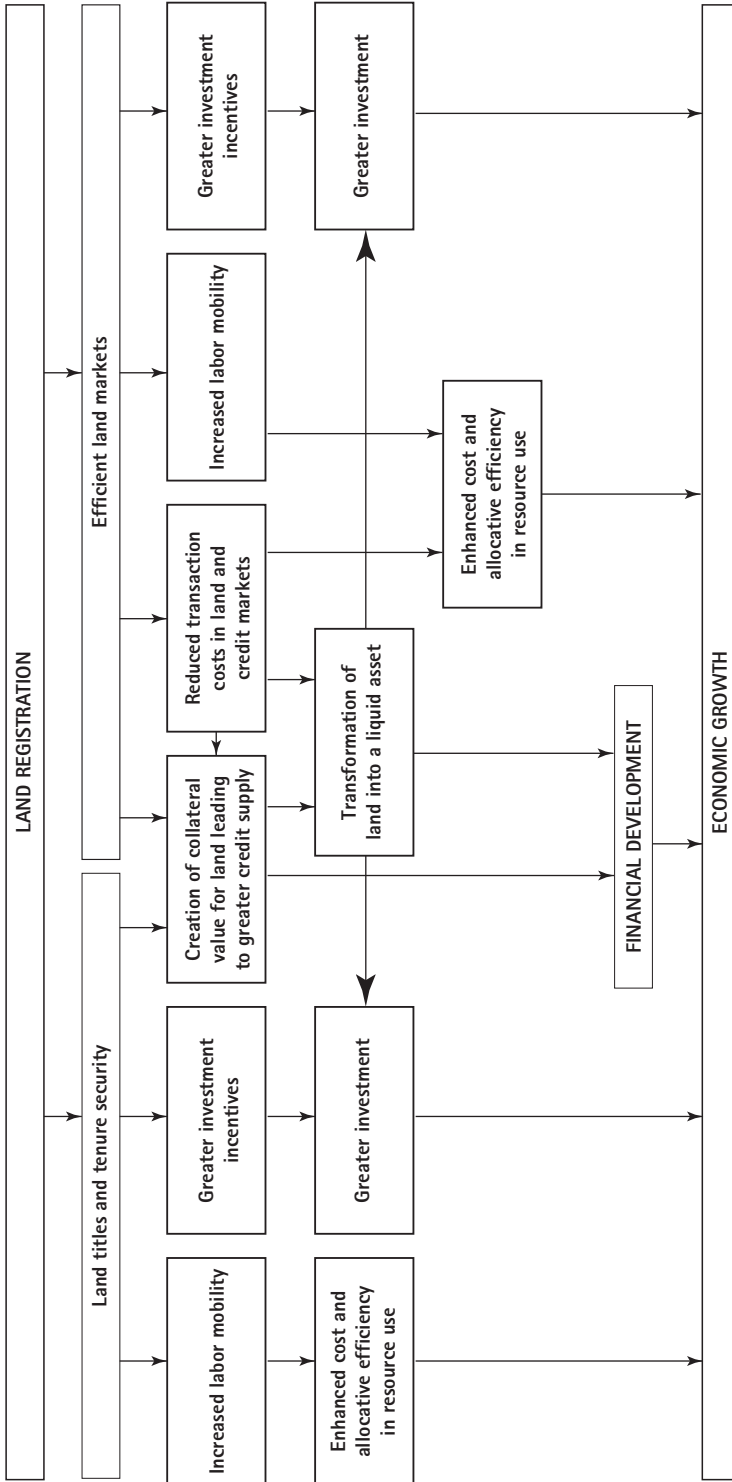 LAND REGISTRATION
Land titles and tenure security
Efficient land markets
Increased labor mobility
Greater investment
incentives
Creation of collateral
value for land leading
to greater credit supply
Reduced transaction
costs in land and
credit markets
Increased labor mobility
Greater investment
incentives
Enhanced cost and
allocative efficiency
in resource use
Greater investment
Transformation of
land into a liquid asset
Greater investment
Enhanced cost and
allocative efficiency
in resource use
FINANCIAL DEVELOPMENT
ECONOMIC GROWTH